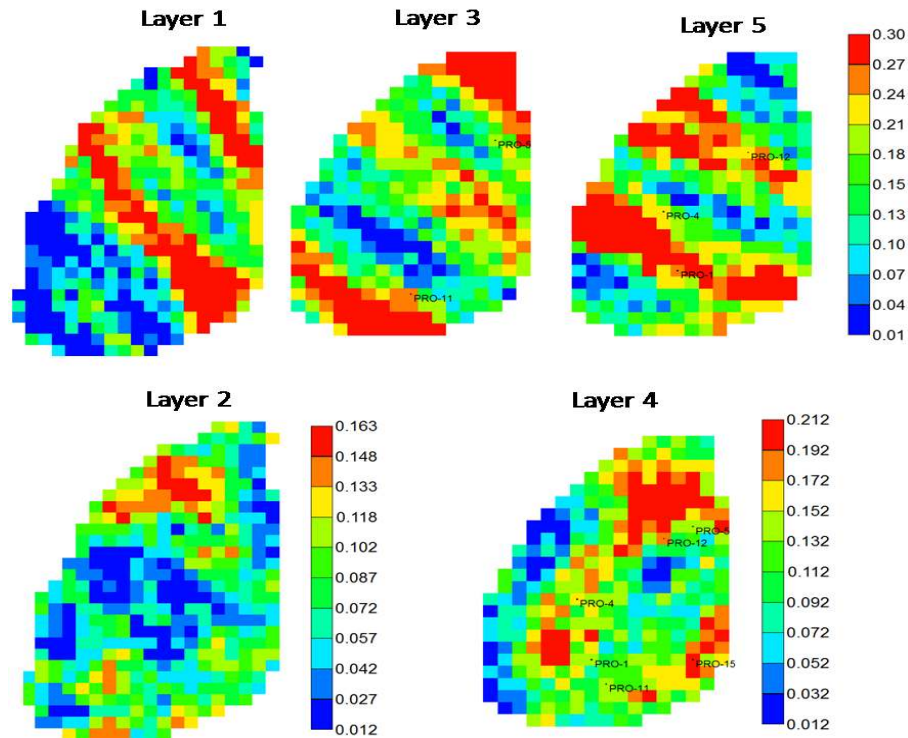 Layer 1
Layer 3
Layer 5
PRO-5
PRO-11
PRO-12
PRO-4
PRO-1
0.30
0.27
0.24
0.21
0.18
0.15
0.13
0.10
0.07
0.04
0.01
Layer 2
0.163
0.148
0.133
0.118
0.102
0.087
0.072
0.057
0.042
0.027
0.012
Layer 4
PRO-5
PRO-12
PRO-4
PRO-1
PRO-15
PRO-11
0.212
0.192
0.172
0.152
0.132
0.112
0.092
0.072
0.052
0.032
0.012